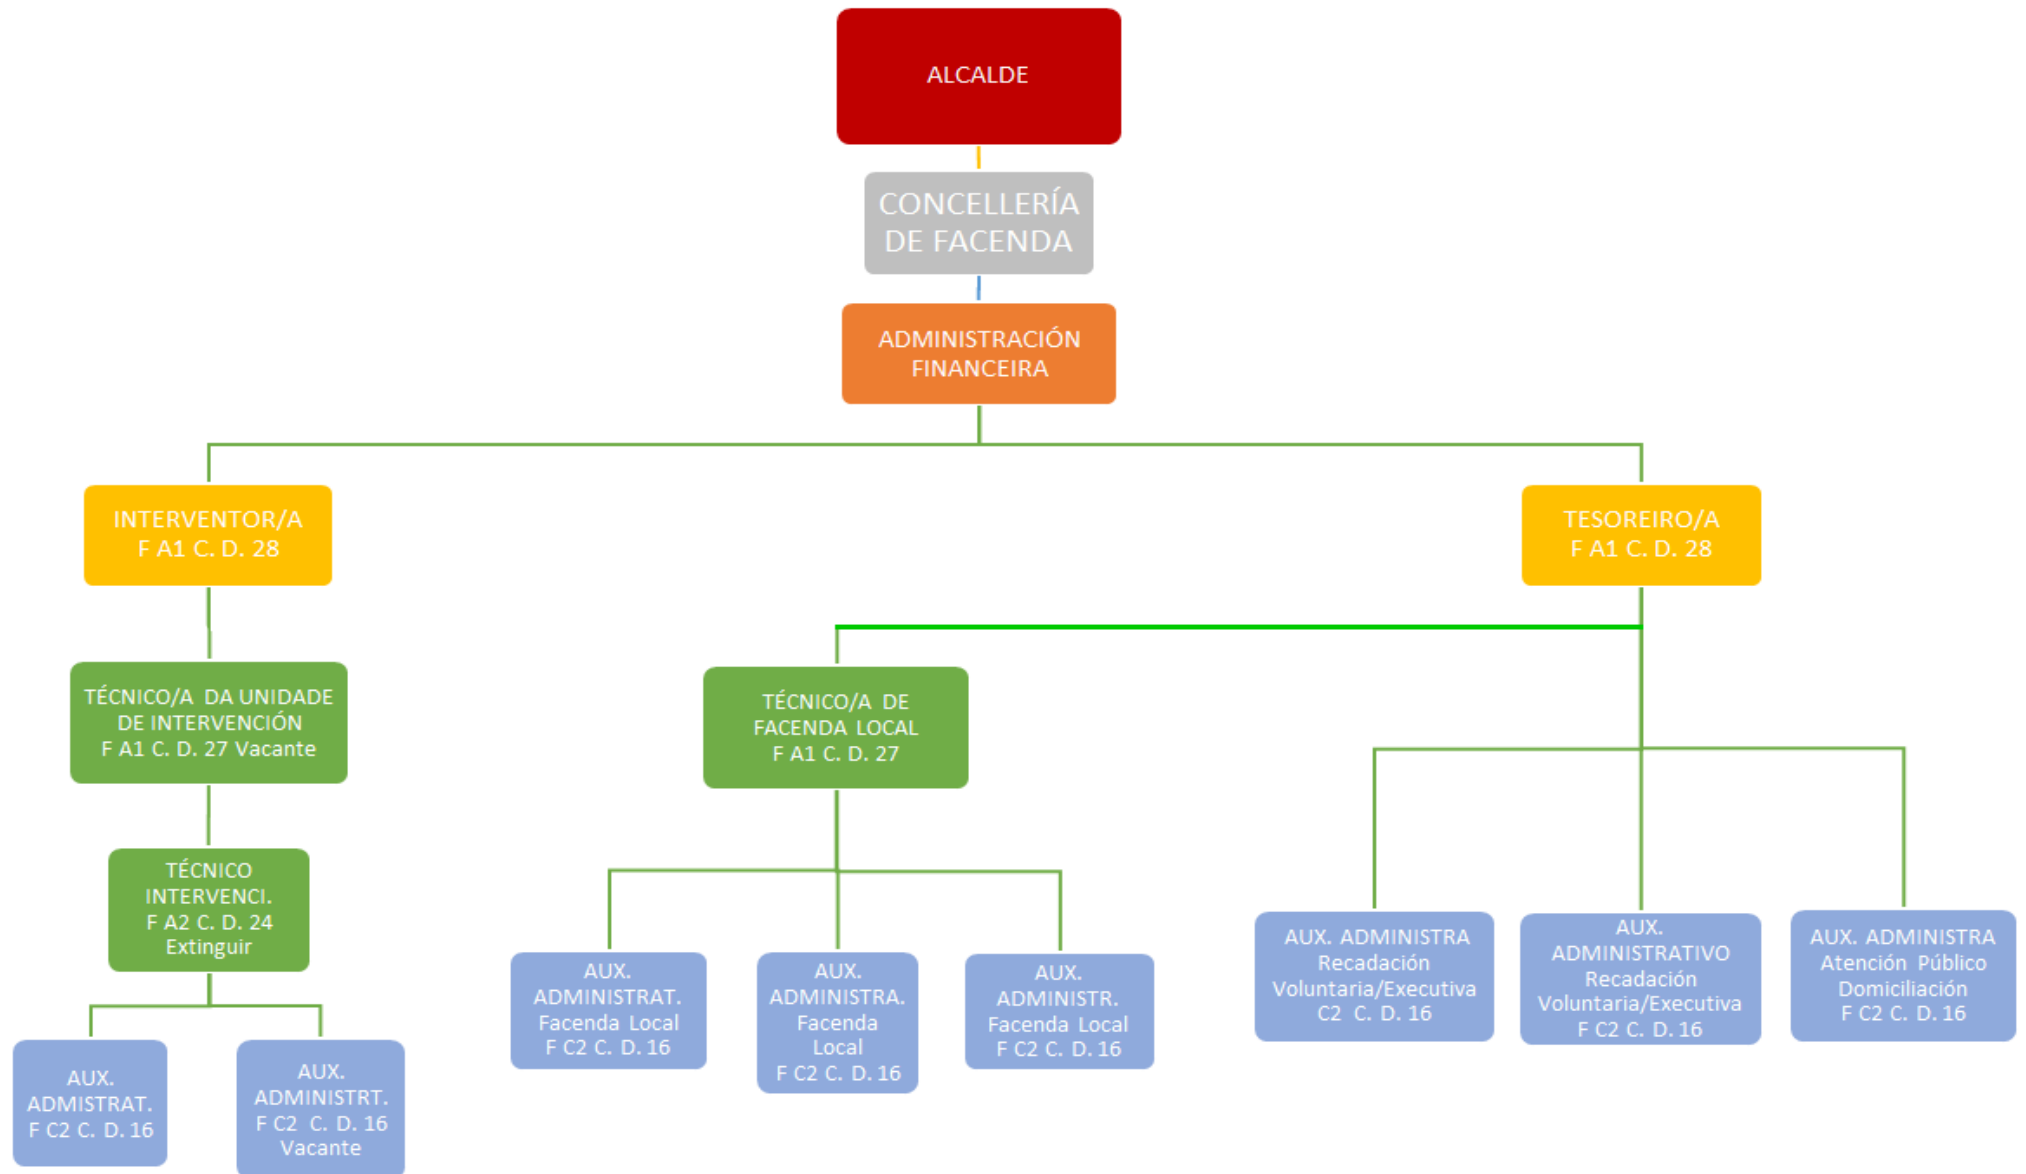 ALCALDE
CONCELLERÍA
DE FACENDA
ADMINISTRACIÓN
FINANCEIRA
INTERVENTOR/A
F A1 C. D. 28
TESOREIRO/A
F A1 C. D. 28
TÉCNICO/A DA UNIDADE
DE INTERVENCIÓN
F A1 C. D. 27 Vacante
TÉCNICO/A DE
FACENDA LOCAL
F A1 C. D. 27
TÉCNICO
INTERVENCI.
F A2 C. D. 24
Extinguir
AUX. ADMINISTRA
Recadación
Voluntaria/Executiva
C2 C. D. 16
AUX.
ADMINISTRATIVO
Recadación
Voluntaria/Executiva
F C2 C. D. 16
AUX. ADMINISTRA
Atención Público
Domiciliación
F C2 C. D. 16
AUX.
ADMINISTRAT.
Facenda Local
F C2 C. D. 16
AUX.
ADMINISTRA.
Facenda
Local
F C2 C. D. 16
AUX.
ADMINISTR.
Facenda Local
F C2 C. D. 16
AUX.
ADMISTRAT.
F C2 C. D. 16
AUX.
ADMINISTRT.
F C2 C. D. 16
Vacante